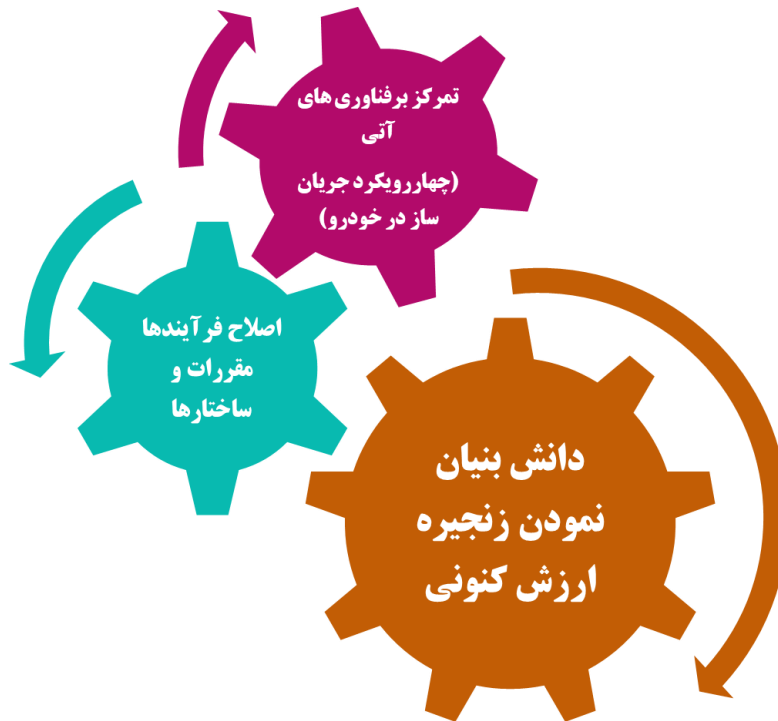 تمرکز برفناوری های
آتی
(چهاررویکرد جریان
ساز در خودرو)
اصلاح فرآیندها
مقررات و
ساختارها
دانش بنیان
نمودن زنجیره
ارزش کنونی